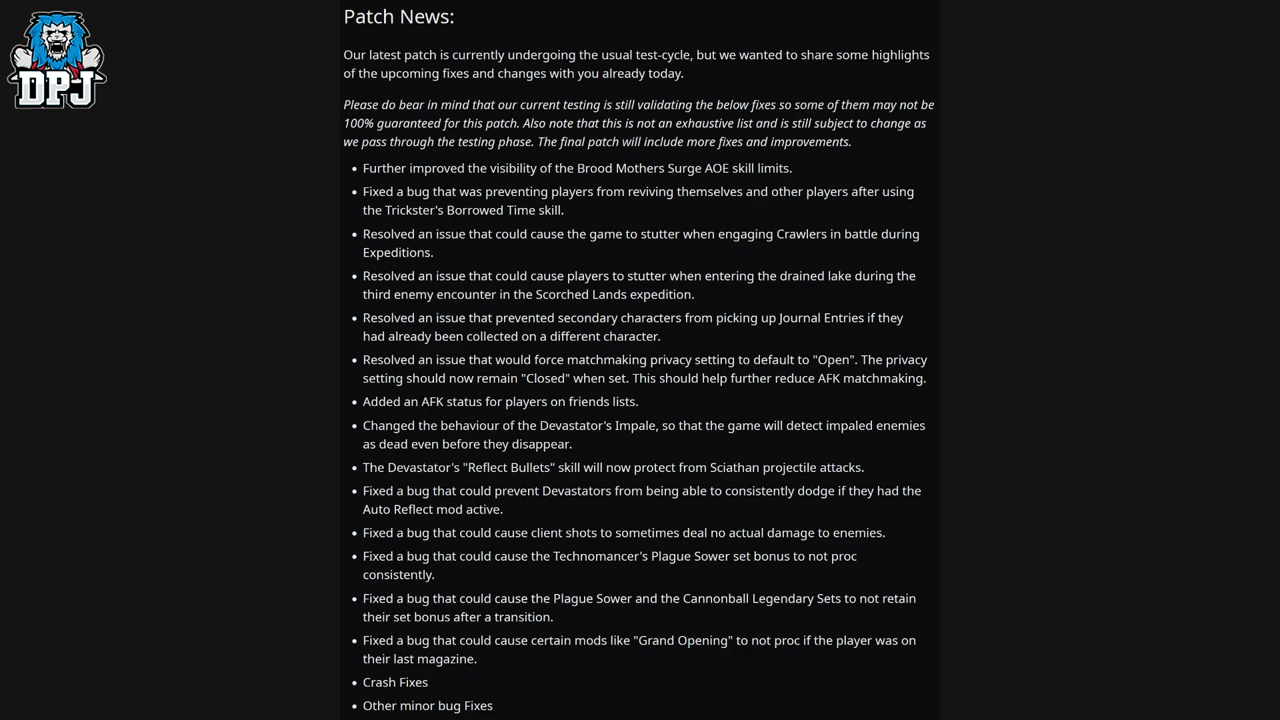 DPJ
Patch News:
Our latest patch is currently undergoing the usual test-cycle, but we wanted to share some highlights
of the upcoming fixes and changes with you already today.
Please do bear in mind that our current testing is still validating the below fixes so some of them may not be
100% guaranteed for this patch. Also note that this is not an exhaustive list and is still subject to change as
we pass through the testing phase. The final patch will include more fixes and improvements.
• Further improved the visibility of the Brood Mothers Surge AOE skill limits.
• Fixed a bug that was preventing players from reviving themselves and other players after using
the Trickster's Borrowed Time skill.
• Resolved an issue that could cause the game to stutter when engaging Crawlers in battle during
Expeditions.
• Resolved an issue that could cause players to stutter when entering the drained lake during the
third enemy encounter in the Scorched Lands expedition.
• Resolved an issue that prevented secondary characters from picking up Journal Entries if they
had already been collected on a different character.
• Resolved an issue that would force matchmaking privacy setting to default to "Open". The privacy
setting should now remain "Closed" when set. This should help further reduce AFK matchmaking.
• Added an AFK status for players on friends lists.
• Changed the behaviour of the Devastator's Impale, so that the game will detect impaled enemies
as dead even before they disappear.
• The Devastator's "Reflect Bullets" skill will now protect from Sciathan projectile attacks.
• Fixed a bug that could prevent Devastators from being able to consistently dodge if they had the
Auto Reflect mod active.
• Fixed a bug that could cause client shots to sometimes deal no actual damage to enemies.
• Fixed a bug that could cause the Technomancer's Plague Sower set bonus to not proc
consistently.
• Fixed a bug that could cause the Plague Sower and the Cannonball Legendary Sets to not retain
their set bonus after a transition.
• Fixed a bug that could cause certain mods like "Grand Opening" to not proc if the player was on
their last magazine.
• Crash Fixes
• Other minor bug Fixes